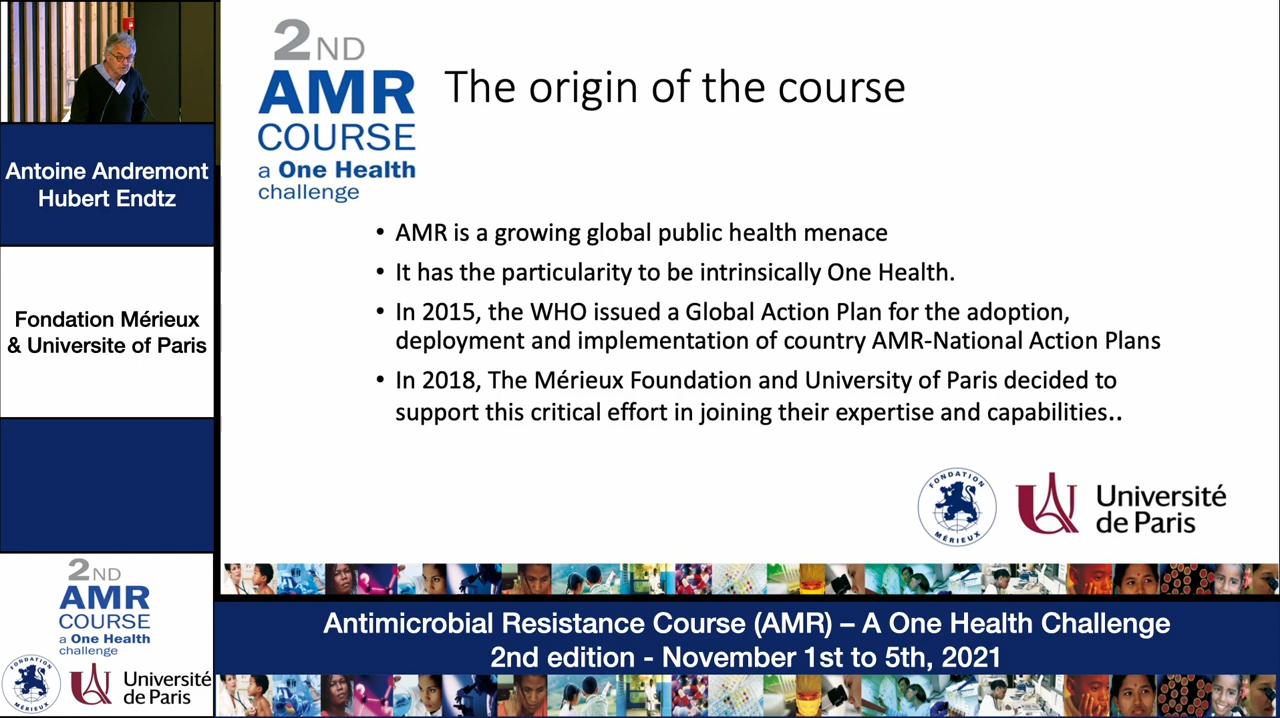 2ND
AMR
COURSE
a One Health
challenge
The origin of the course
• AMR is a growing global public health menace
• It has the particularity to be intrinsically One Health.
• In 2015, the WHO issued a Global Action Plan for the adoption,
deployment and implementation of country AMR-National Action Plans
• In 2018, The Mérieux Foundation and University of Paris decided to
support this critical effort in joining their expertise and capabilities..
FONDATION
MÉRIEUX
Université
de Paris
Antoine Andremont
Hubert Endtz
Fondation Mérieux
& Universite of Paris
2ND
AMR
COURSE
a One Health
challenge
FONDATION
MÉRIEUX
Université
de Paris
Antimicrobial Resistance Course (AMR) – A One Health Challenge
2nd edition - November 1st to 5th, 2021